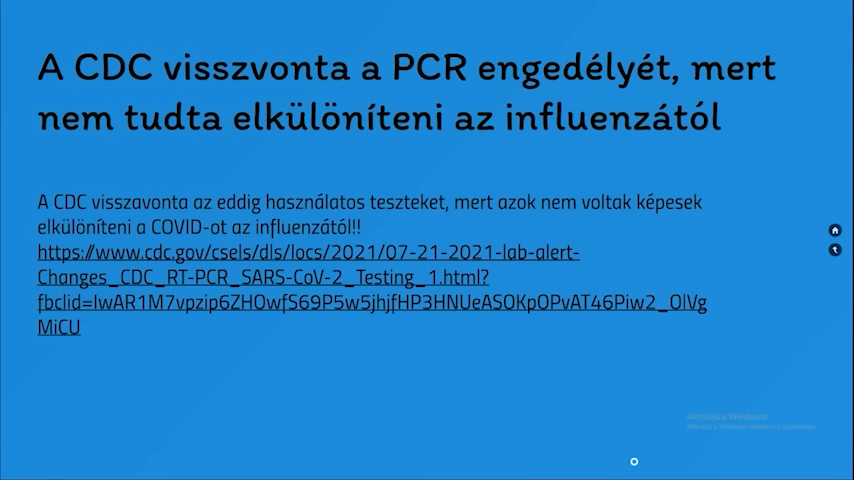 A CDC visszvonta a PCR engedélyét, mert
nem tudta elkülöníteni az influenzától
A CDC visszavonta az eddig használatos teszteket, mert azok nem voltak képesek
elkülöníteni a COVID-ot az influenzától!!
https://www.cdc.gov/csels/dls/locs/2021/07-21-2021-lab-alert-
Changes_CDC_RT-PCR_SARS-CoV-2_Testing_1.html?
fbclid=IwAR1M7vpzip6ZHOwfS69P5w5jhjfHP3HNUeASOKpOPvAT46Piw2_OlVg
MiCU
Aktiválja a Windowst